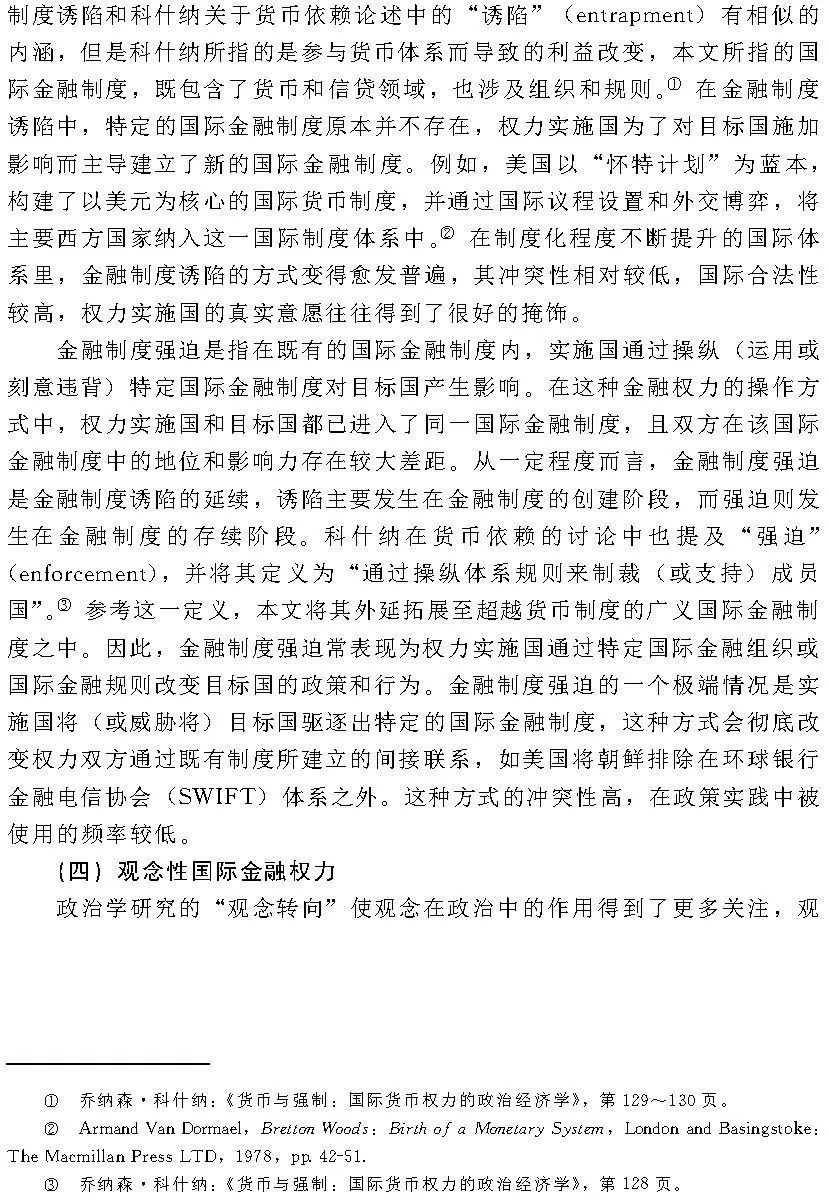 制度诱陷和科什纳关于货币依赖论述中的“诱陷”（entrapment）有相似的
内涵，但是科什纳所指的是参与货币体系而导致的利益改变，本文所指的国
际金融制度，既包含了货币和信贷领域，也涉及组织和规则。① 在金融制度
诱陷中，特定的国际金融制度原本并不存在，权力实施国为了对目标国施加
影响而主导建立了新的国际金融制度。例如，美国以“怀特计划”为蓝本，
构建了以美元为核心的国际货币制度，并通过国际议程设置和外交博弈，将
主要西方国家纳入这一国际制度体系中。② 在制度化程度不断提升的国际体
系里，金融制度诱陷的方式变得愈发普遍，其冲突性相对较低，国际合法性
较高，权力实施国的真实意愿往往得到了很好的掩饰。
金融制度强迫是指在既有的国际金融制度内，实施国通过操纵（运用或
刻意违背）特定国际金融制度对目标国产生影响。在这种金融权力的操作方
式中，权力实施国和目标国都已进入了同一国际金融制度，且双方在该国际
金融制度中的地位和影响力存在较大差距。从一定程度而言，金融制度强迫
是金融制度诱陷的延续，诱陷主要发生在金融制度的创建阶段，而强迫则发
生在金融制度的存续阶段。科什纳在货币依赖的讨论中也提及“强迫”
（enforcement），并将其定义为“通过操纵体系规则来制裁（或支持）成员
国”。③ 参考这一定义，本文将其外延拓展至超越货币制度的广义国际金融制
度之中。因此，金融制度强迫常表现为权力实施国通过特定国际金融组织或
国际金融规则改变目标国的政策和行为。金融制度强迫的一个极端情况是实
施国将（或威胁将）目标国驱逐出特定的国际金融制度，这种方式会彻底改
变权力双方通过既有制度所建立的间接联系，如美国将朝鲜排除在环球银行
金融电信协会（SWIFT）体系之外。这种方式的冲突性高，在政策实践中被
使用的频率较低。
（四）观念性国际金融权力
政治学研究的“观念转向”使观念在政治中的作用得到了更多关注，观
① 乔纳森·科什纳：《货币与强制：国际货币权力的政治经济学》，第 129～130 页。
② Armand Van Dormael，Bretton Woods：Birth of a Monetary System，London and Basingstoke：
The Macmillan Press LTD，1978，pp. 42-51.
③ 乔纳森·科什纳：《货币与强制：国际货币权力的政治经济学》，第 128 页。